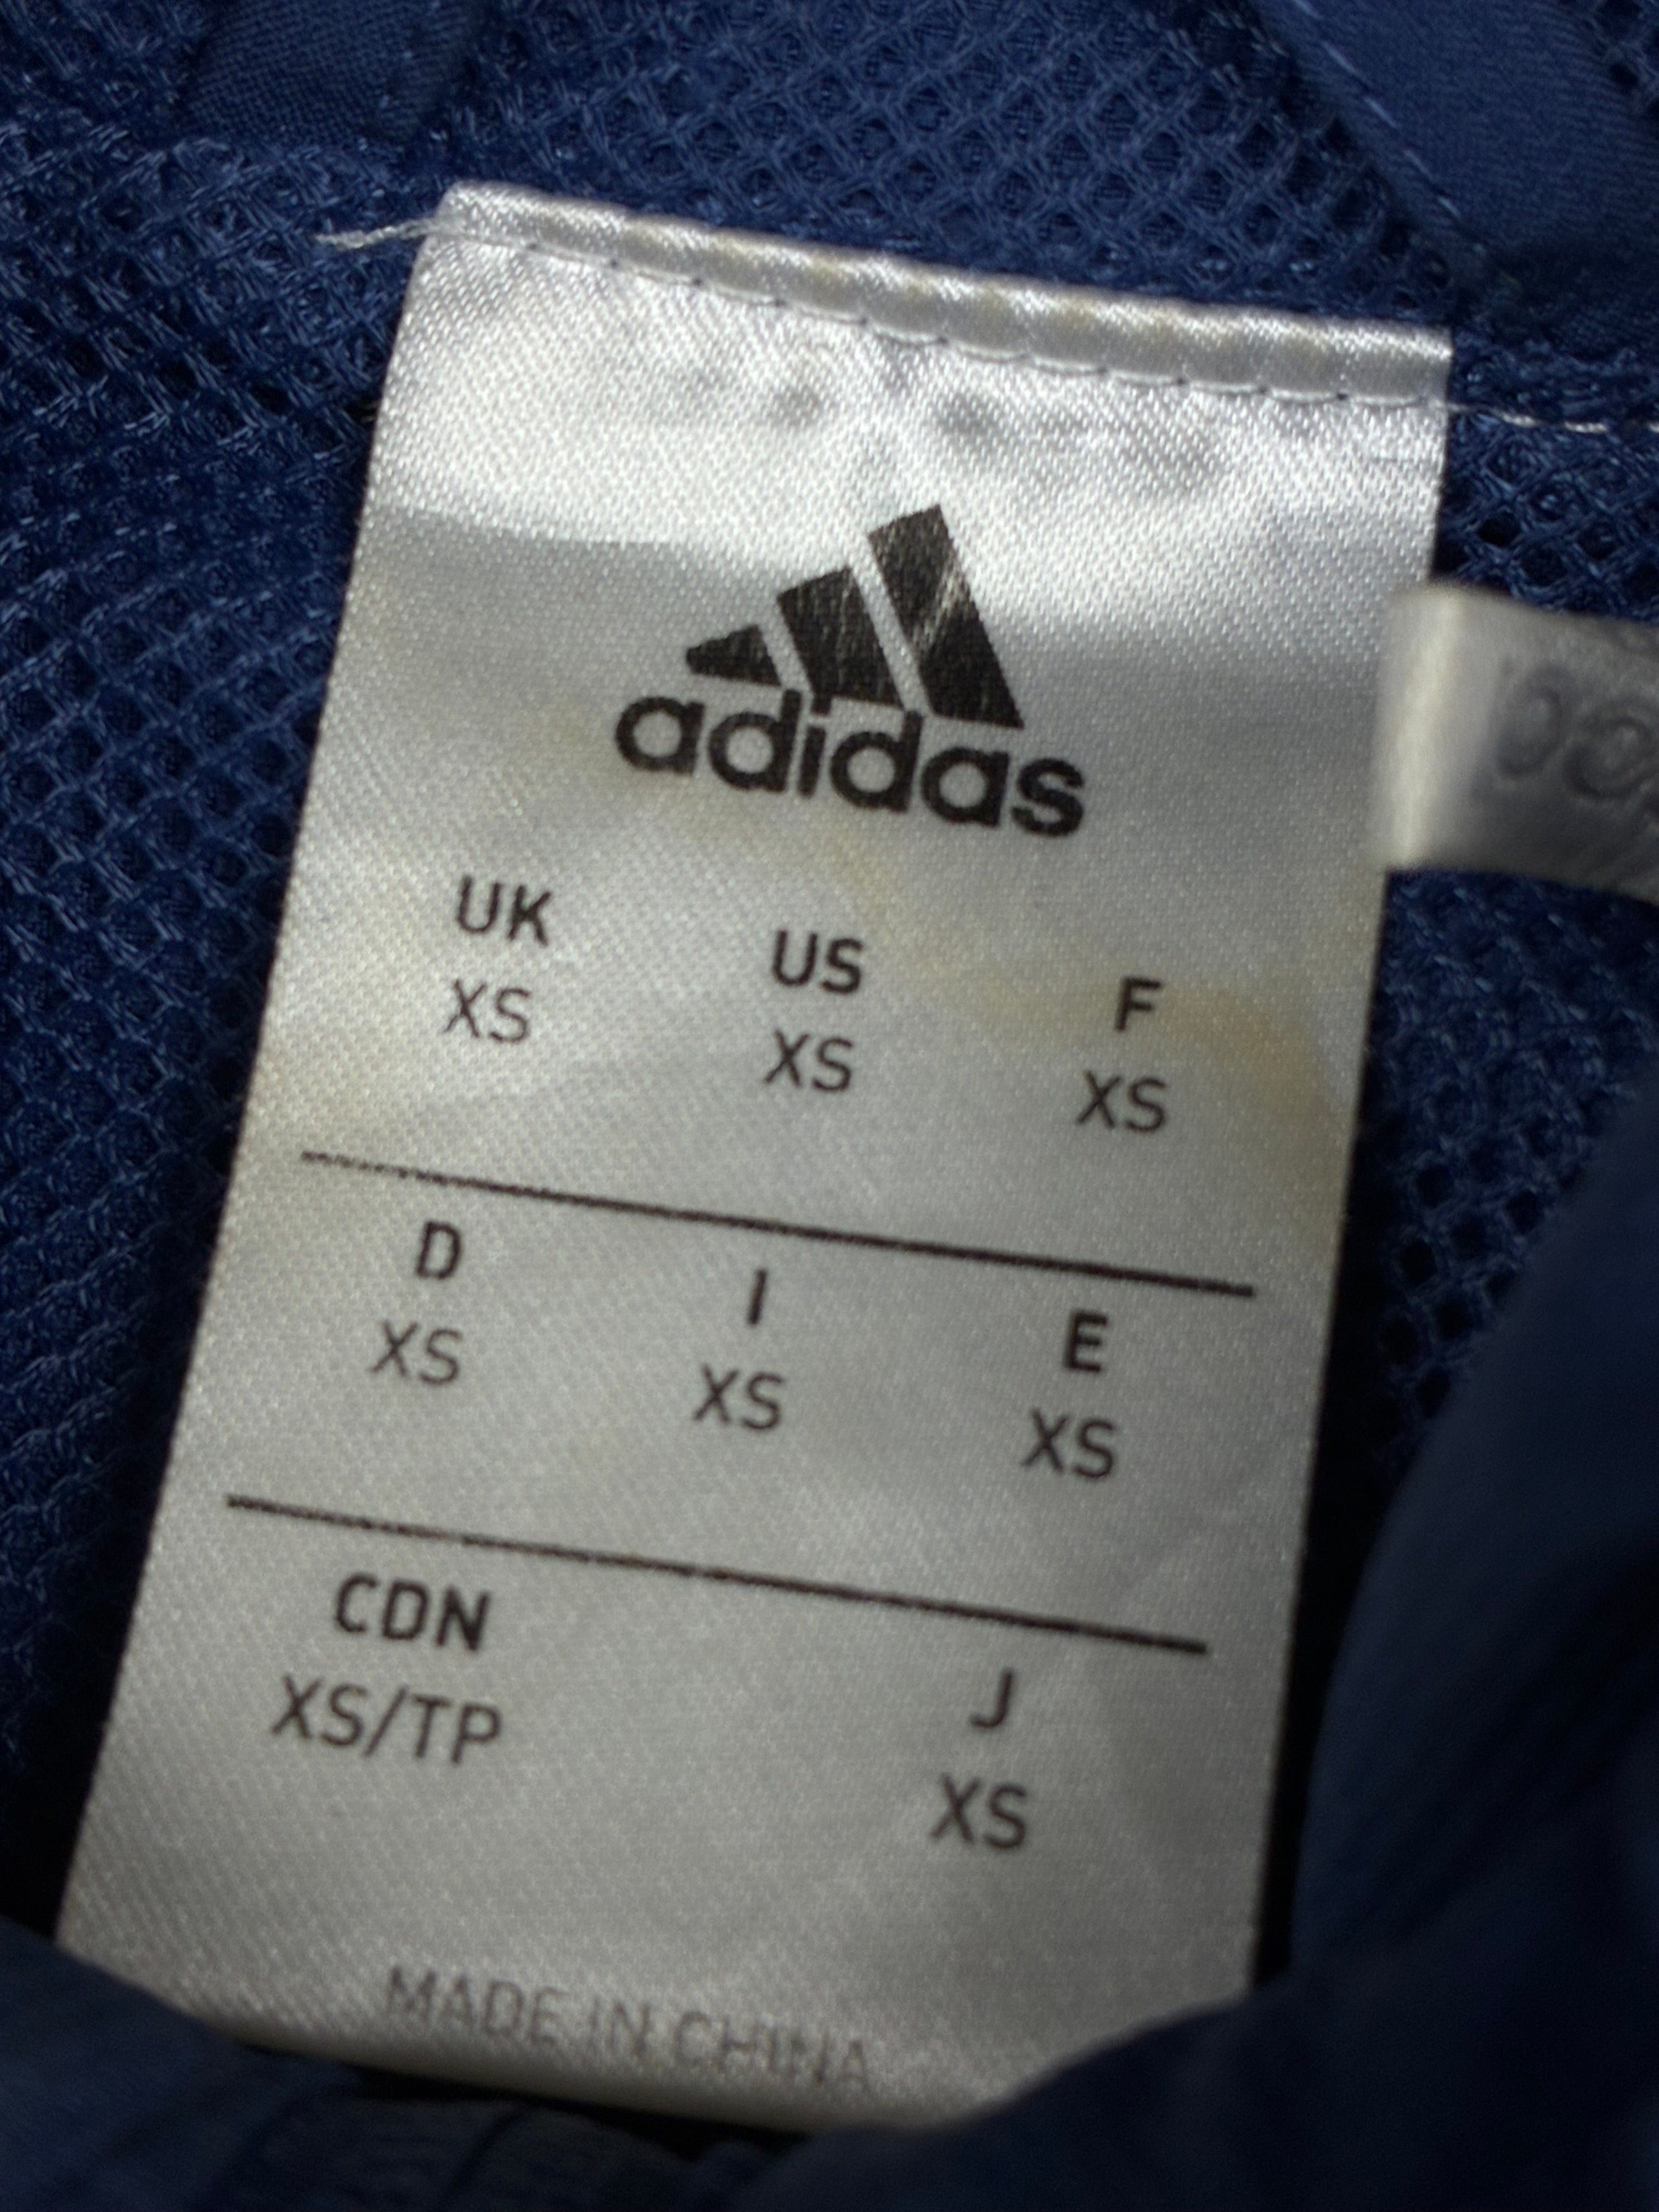 adidas
UK US F
XS XS XS
D I E
XS XS XS
CDN J
XS/TP XS
MADE IN CHINA